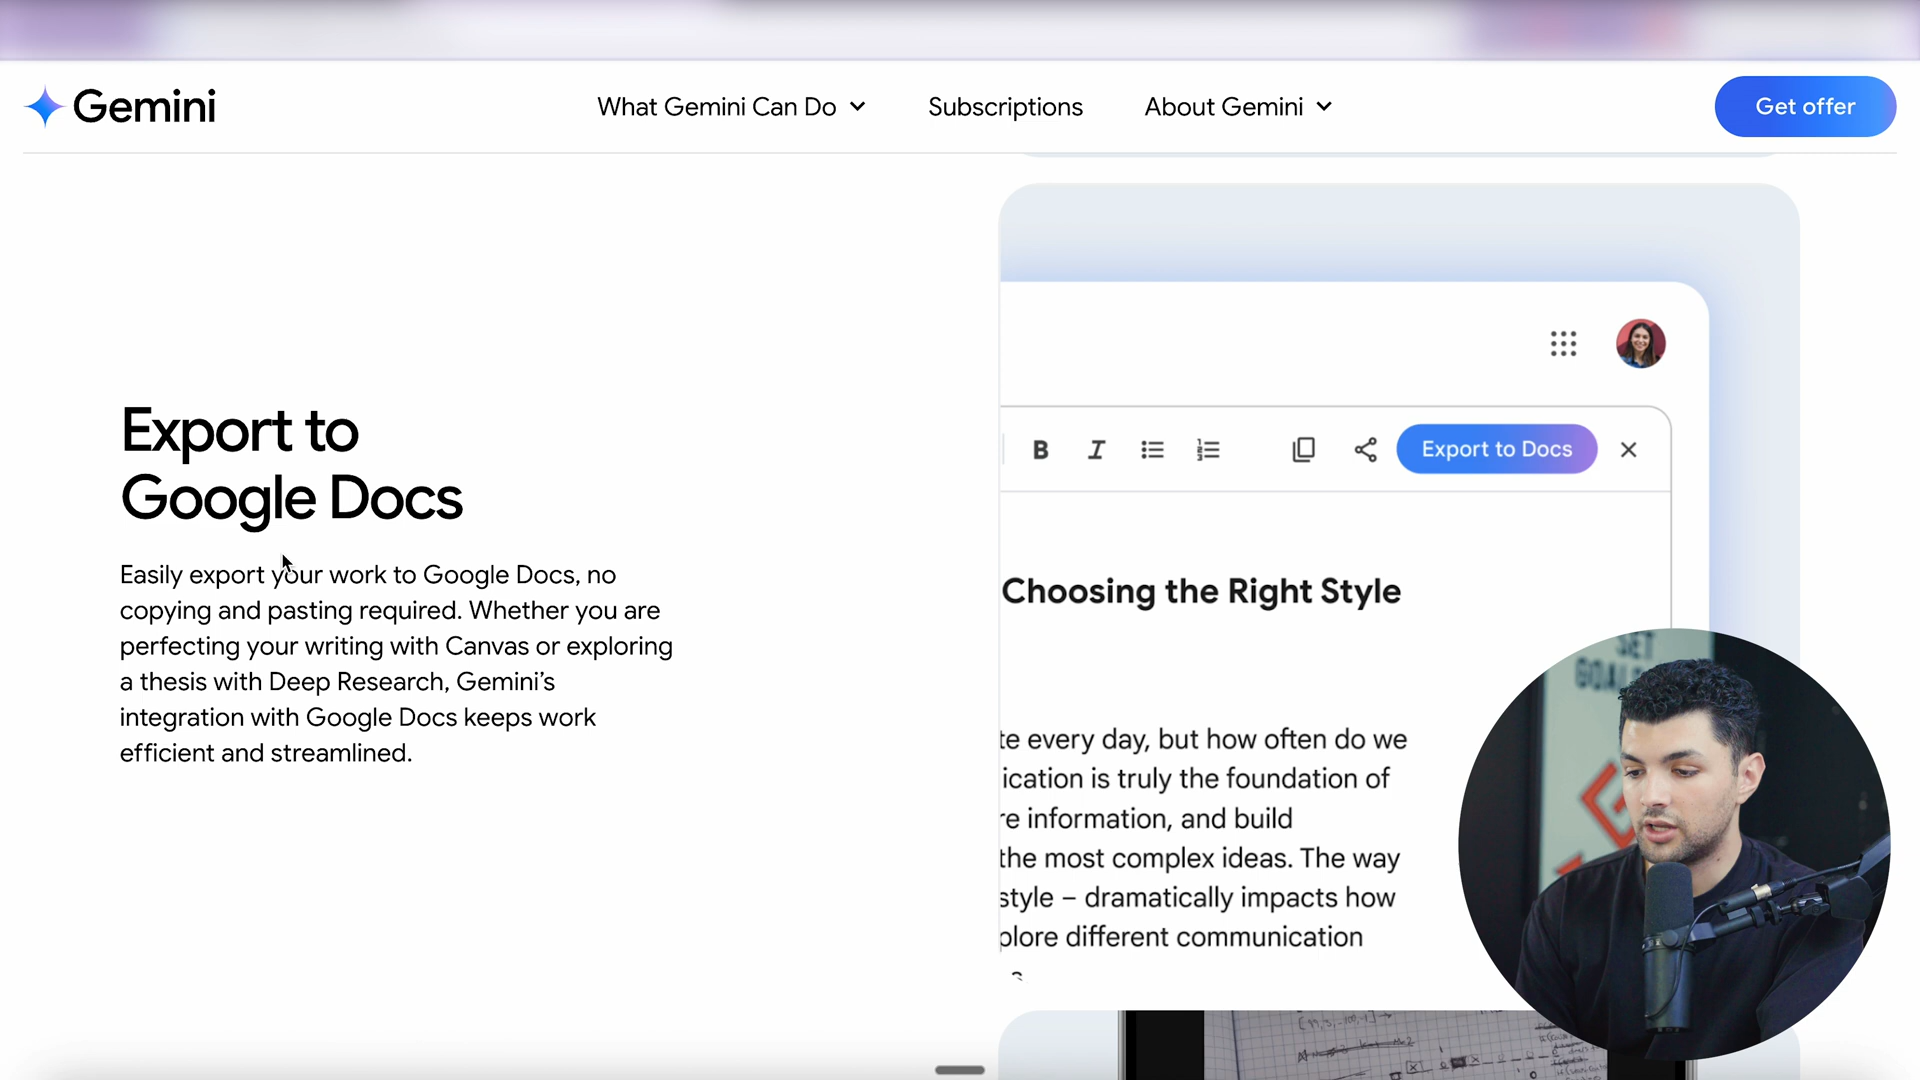 Gemini
What Gemini Can Do
Subscriptions
About Gemini
Get offer
Export to
Google Docs
Easily export your work to Google Docs, no
copying and pasting required. Whether you are
perfecting your writing with Canvas or exploring
a thesis with Deep Research, Gemini’s
integration with Google Docs keeps work
efficient and streamlined.
B I
Export to Docs
Choosing the Right Style
te every day, but how often do we
ication is truly the foundation of
re information, and build
the most complex ideas. The way
style – dramatically impacts how
plore different communication
SET
GOALS